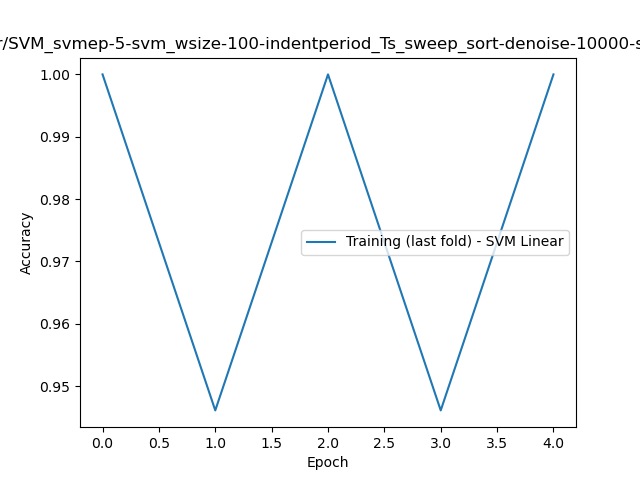 r/SVM_svmep-5-svm_wsize-100-indentperiod_Ts_sweep_sort-denoise-10000-s
1.00
0.99
0.98
0.97
0.96
0.95
Accuracy
Training (last fold) - SVM Linear
0.0 0.5 1.0 1.5 2.0 2.5 3.0 3.5 4.0
Epoch